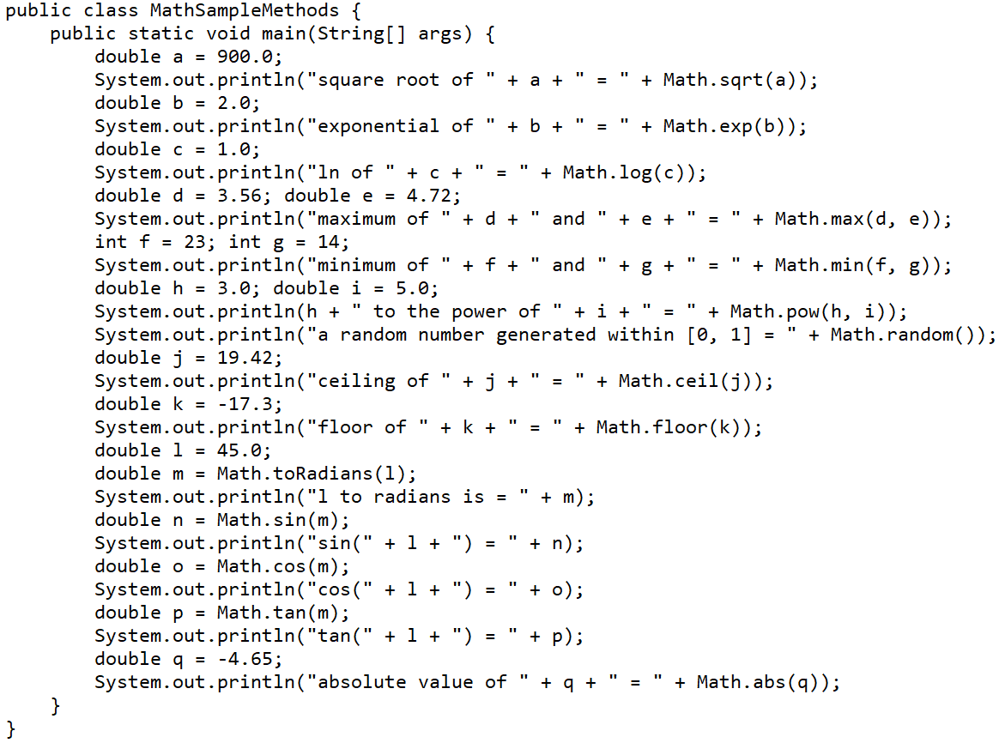 public class MathSampleMethods {
    public static void main(String[] args) {
        double a = 900.0;
        System.out.println("square root of " + a + " = " + Math.sqrt(a));
        double b = 2.0;
        System.out.println("exponential of " + b + " = " + Math.exp(b));
        double c = 1.0;
        System.out.println("ln of " + c + " = " + Math.log(c));
        double d = 3.56; double e = 4.72;
        System.out.println("maximum of " + d + " and " + e + " = " + Math.max(d, e));
        int f = 23; int g = 14;
        System.out.println("minimum of " + f + " and " + g + " = " + Math.min(f, g));
        double h = 3.0; double i = 5.0;
        System.out.println(h + " to the power of " + i + " = " + Math.pow(h, i));
        System.out.println("a random number generated within [0, 1] = " + Math.random());
        double j = 19.42;
        System.out.println("ceiling of " + j + " = " + Math.ceil(j));
        double k = -17.3;
        System.out.println("floor of " + k + " = " + Math.floor(k));
        double l = 45.0;
        double m = Math.toRadians(l);
        System.out.println("l to radians is = " + m);
        double n = Math.sin(m);
        System.out.println("sin(" + l + ") = " + n);
        double o = Math.cos(m);
        System.out.println("cos(" + l + ") = " + o);
        double p = Math.tan(m);
        System.out.println("tan(" + l + ") = " + p);
        double q = -4.65;
        System.out.println("absolute value of " + q + " = " + Math.abs(q));
    }
}